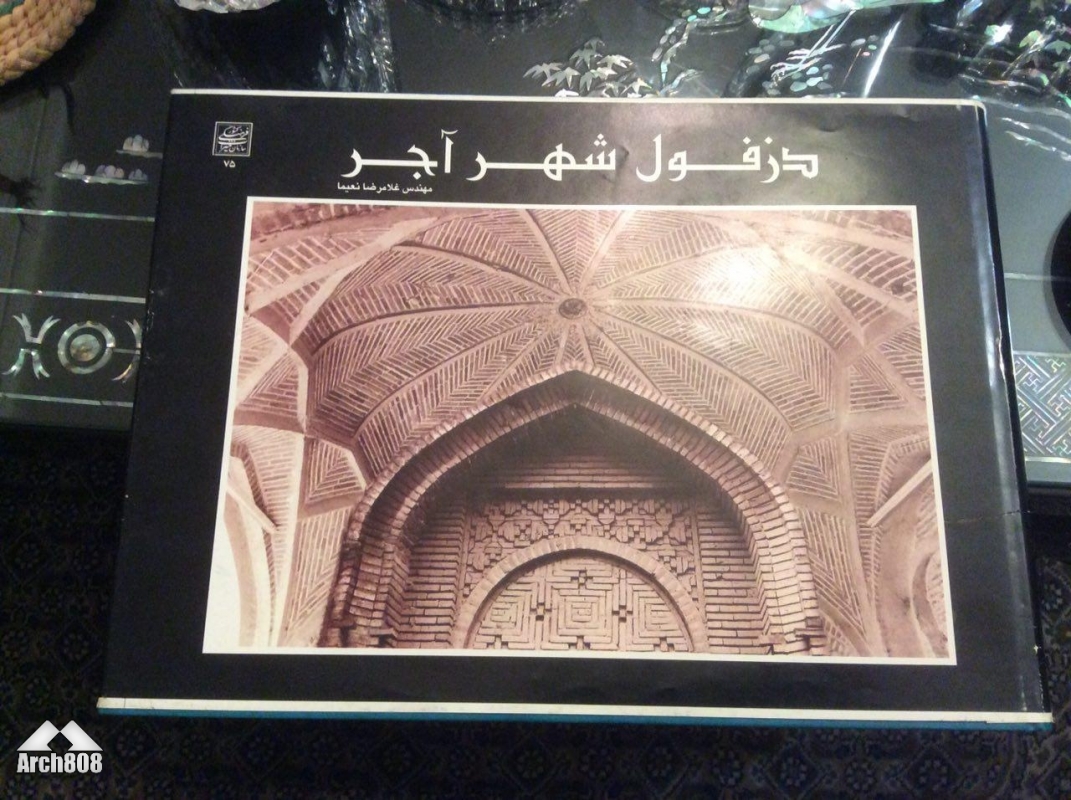 دزفول شهر آجر
مهندس غلامرضا نعیما
۷۵
Arch808